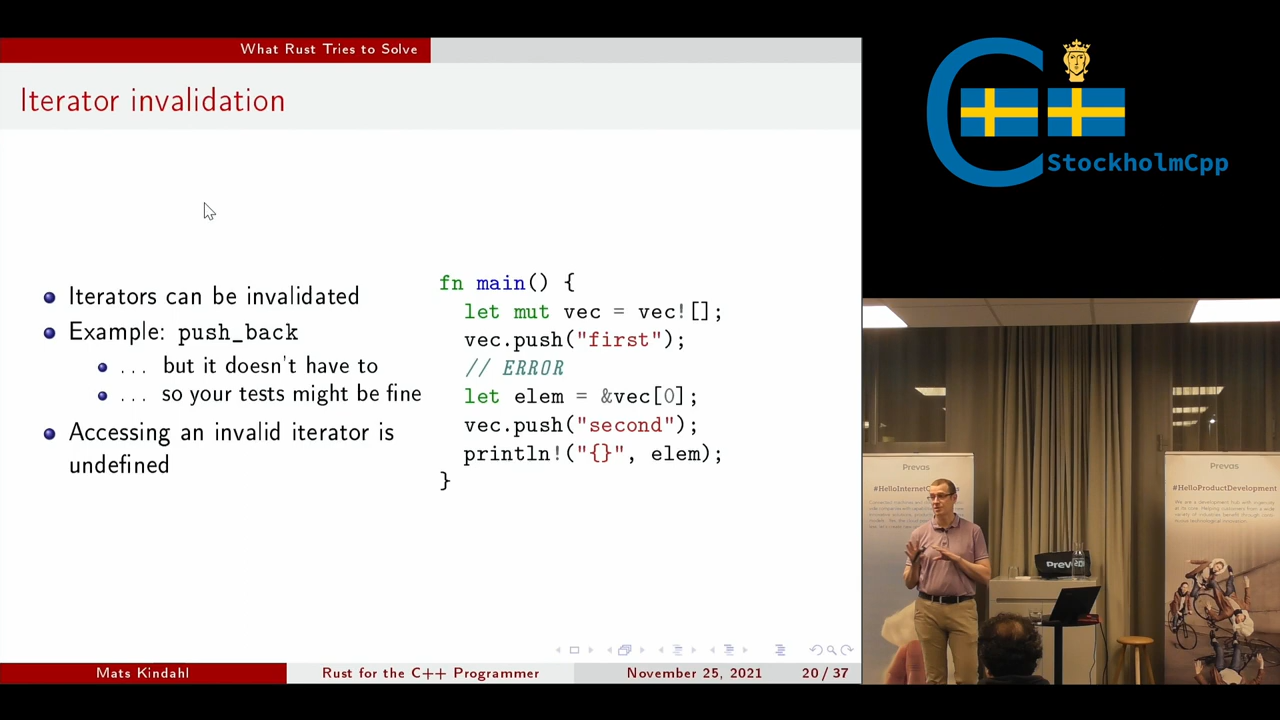 What Rust Tries to Solve
Iterator invalidation
Iterators can be invalidated
Example: push_back
... but it doesn't have to
... so your tests might be fine
Accessing an invalid iterator is
undefined
fn main() {
let mut vec = vec![];
vec.push("first");
// ERROR
let elem = &vec[0];
vec.push("second");
println!("{}", elem);
}
Mats Kindahl
Rust for the C++ Programmer
November 25, 2021
20 / 37
C++
StockholmCpp
Prevas
Prevas
#HelloProductDevelopment